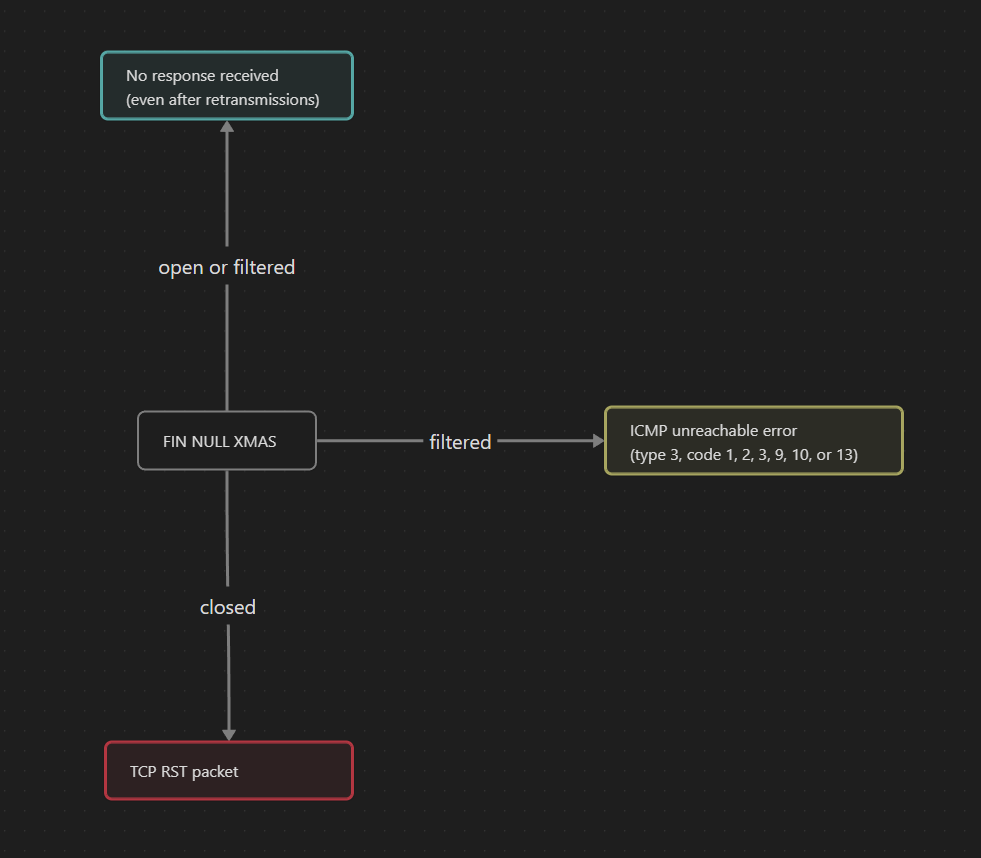 No response received
(even after retransmissions)
open or filtered
FIN NULL XMAS
filtered
ICMP unreachable error
(type 3, code 1, 2, 3, 9, 10, or 13)
closed
TCP RST packet